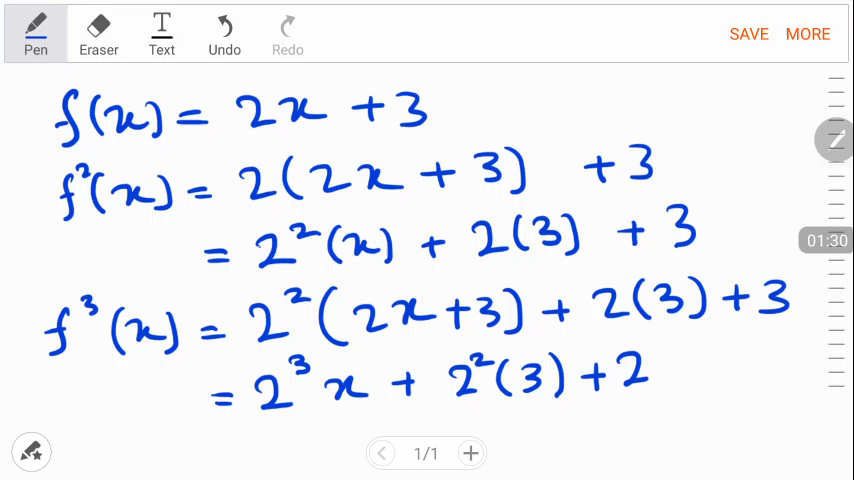 Pen Eraser Text Undo Redo SAVE MORE
f(x) = 2x + 3
f²(x) = 2(2x + 3) + 3
= 2²(x) + 2(3) + 3
01:30
f³(x) = 2²(2x+3) + 2(3) + 3
= 2³x + 2²(3) + 2
1/1